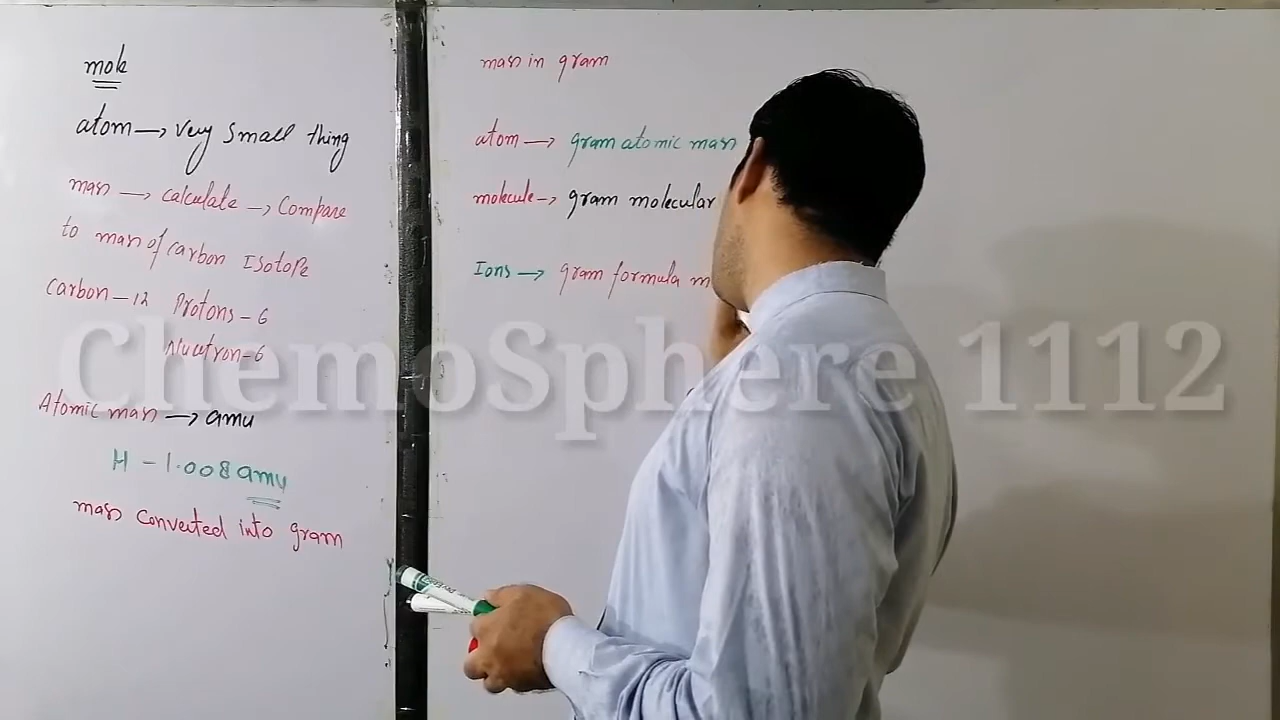 mole
atom → very small thing
mass → calculate → Compare
to mass of carbon Isotope
carbon - 12 Protons - 6
Nuetron - 6
Atomic mass → amu
H - 1.008 amu
mass converted into gram
mass in gram
atom → gram atomic mass
molecule → gram molecular
Ions → gram formula m
ChemoSphere 1112